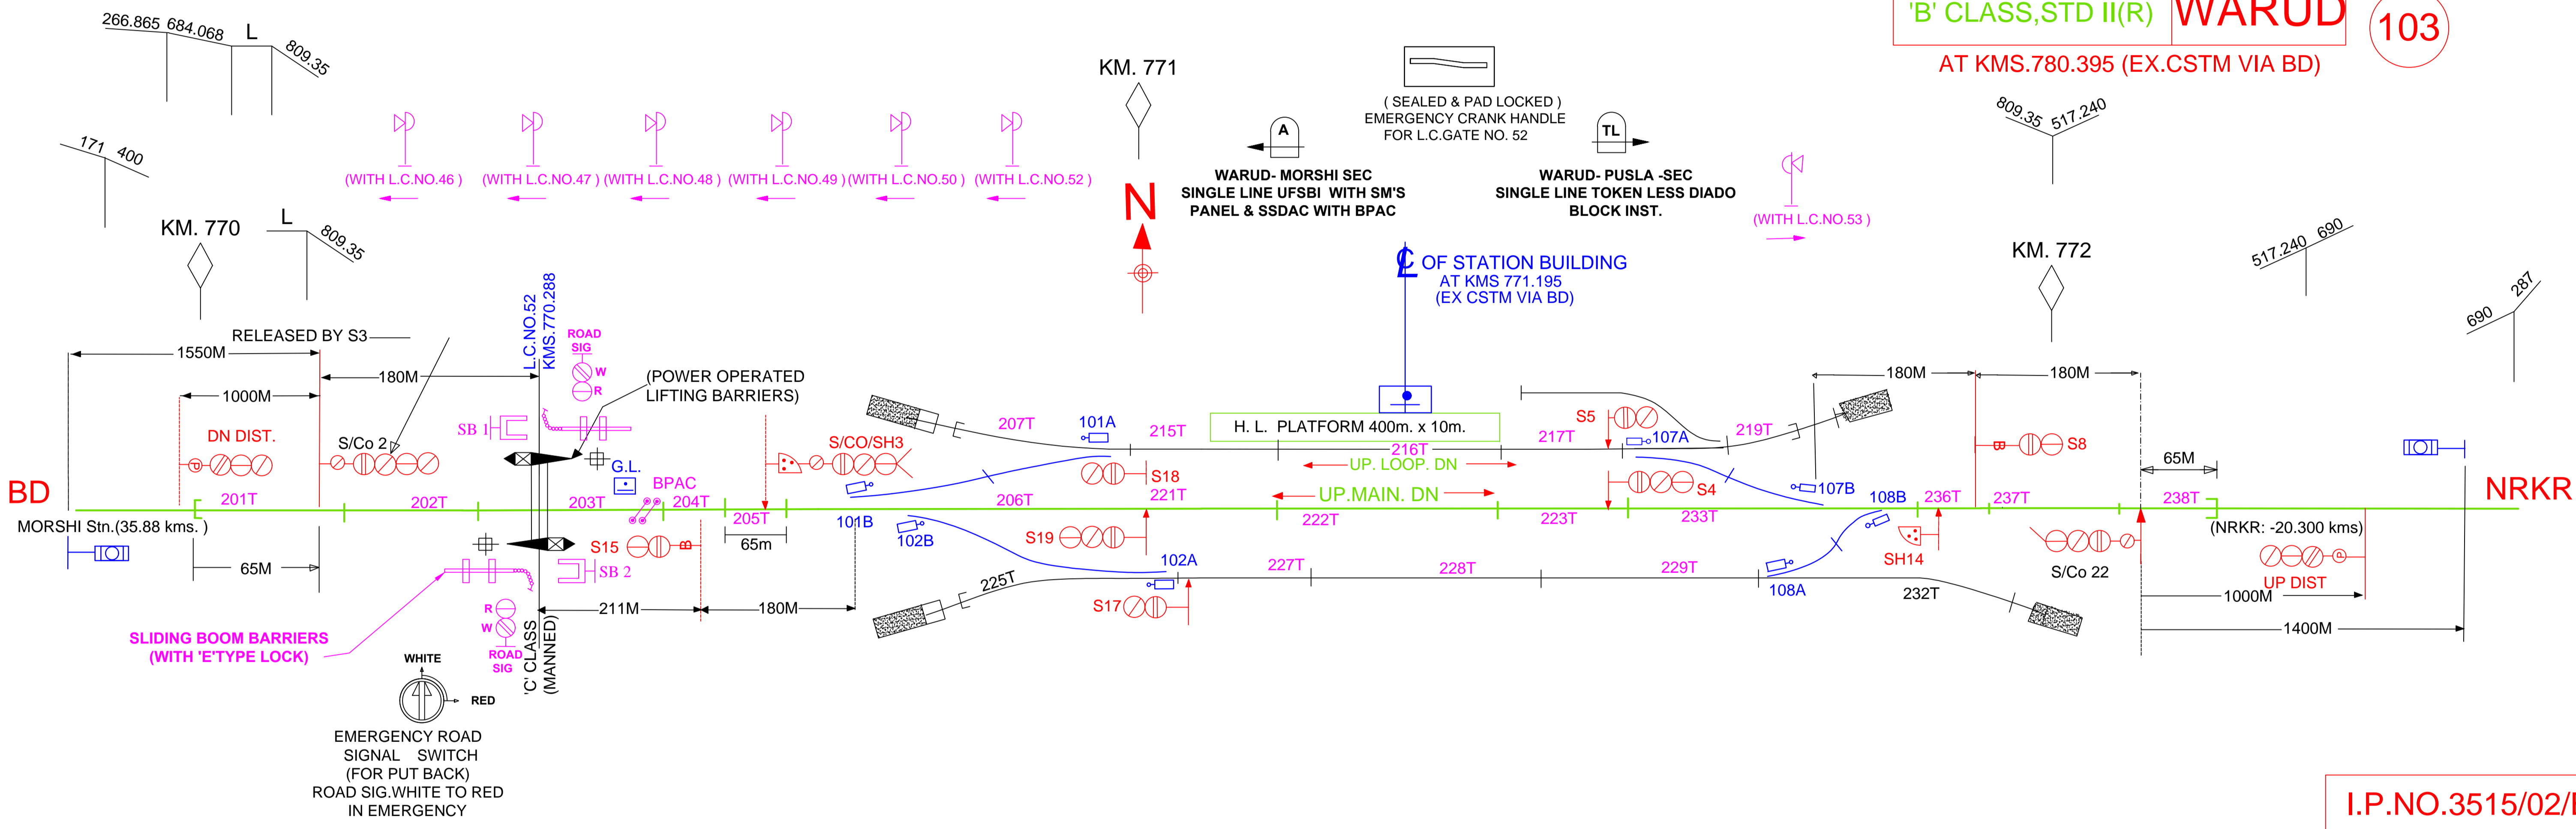 'B' CLASS,STD II(R)
WARUD
103
AT KMS.780.395 (EX.CSTM VIA BD)
266.865
684.068
L
809.35
171
400
KM. 770
L
809.35
(WITH L.C.NO.46 )
(WITH L.C.NO.47 )
(WITH L.C.NO.48 )
(WITH L.C.NO.49 )
(WITH L.C.NO.50 )
(WITH L.C.NO.52 )
KM. 771
N
A
WARUD- MORSHI SEC
SINGLE LINE UFSBI WITH SM'S
PANEL & SSDAC WITH BPAC
( SEALED & PAD LOCKED )
EMERGENCY CRANK HANDLE
FOR L.C.GATE NO. 52
TL
WARUD- PUSLA -SEC
SINGLE LINE TOKEN LESS DIADO
BLOCK INST.
(WITH L.C.NO.53 )
809.35
517.240
KM. 772
517.240
690
690
287
℄ OF STATION BUILDING
AT KMS 771.195
(EX CSTM VIA BD)
RELEASED BY S3
1550M
180M
1000M
DN DIST.
P
S/Co 2
L.C.NO.52
KMS.770.288
ROAD
SIG
W
R
(POWER OPERATED
LIFTING BARRIERS)
SB 1
G.L.
BPAC
S/CO/SH3
207T
101A
215T
H. L. PLATFORM 400m. x 10m.
216T
217T
S5
107A
219T
180M
180M
B
S8
65M
UP. LOOP. DN
UP.MAIN. DN
S18
S4
107B
108B
BD
201T
202T
203T
204T
205T
101B
206T
221T
222T
223T
233T
236T
237T
238T
NRKR
MORSHI Stn.(35.88 kms. )
65M
S15
B
65m
102B
S19
102A
SH14
S/Co 22
(NRKR: -20.300 kms)
P
UP DIST
SB 2
211M
180M
225T
227T
228T
229T
S17
108A
232T
1000M
1400M
R
W
ROAD
SIG
'C' CLASS
(MANNED)
SLIDING BOOM BARRIERS
(WITH 'E'TYPE LOCK)
WHITE
RED
EMERGENCY ROAD
SIGNAL SWITCH
(FOR PUT BACK)
ROAD SIG.WHITE TO RED
IN EMERGENCY
I.P.NO.3515/02/